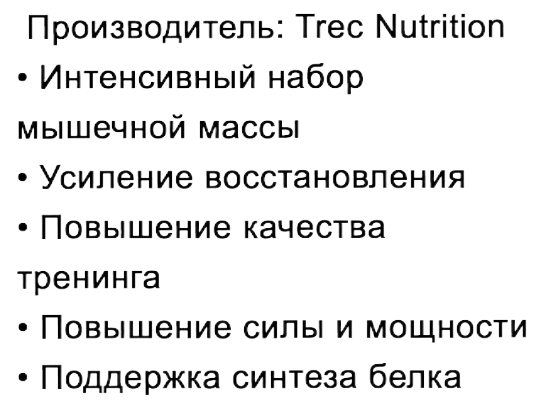 Производитель: Trec Nutrition
• Интенсивный набор
мышечной массы
• Усиление восстановления
• Повышение качества
тренинга
• Повышение силы и мощности
• Поддержка синтеза белка